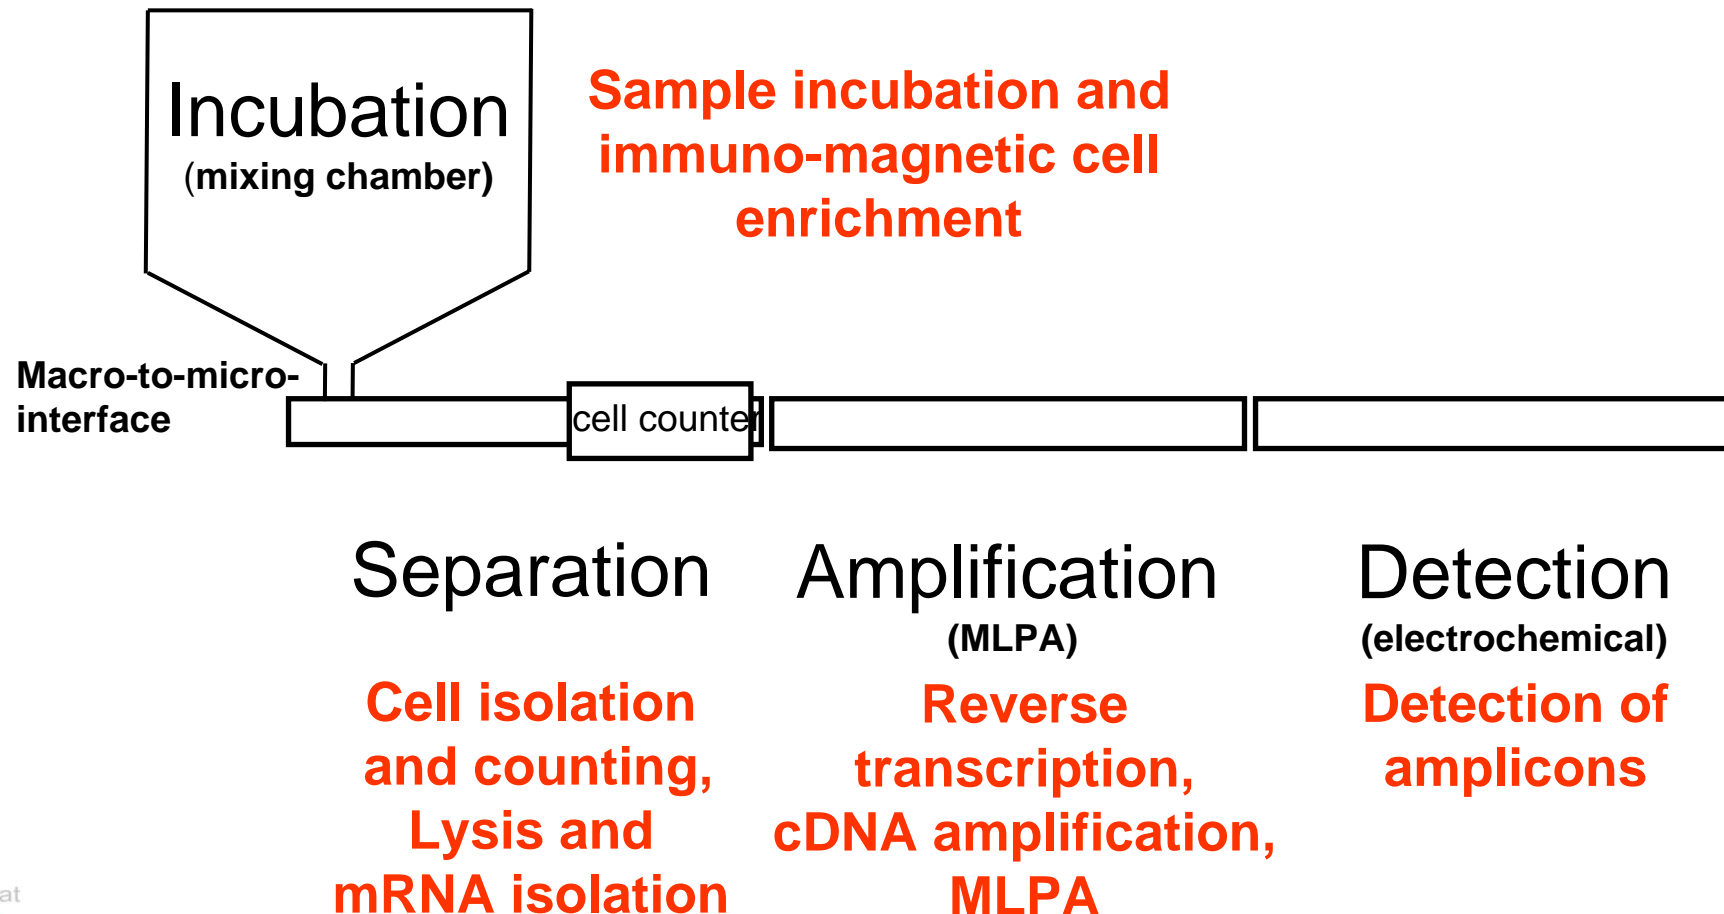 Incubation
(mixing chamber)
Sample incubation and
immuno-magnetic cell
enrichment
Macro-to-micro-
interface
cell counter
Separation
Amplification
(MLPA)
Detection
(electrochemical)
Cell isolation
and counting,
Lysis and
mRNA isolation
Reverse
transcription,
cDNA amplification,
MLPA
Detection of
amplicons
at